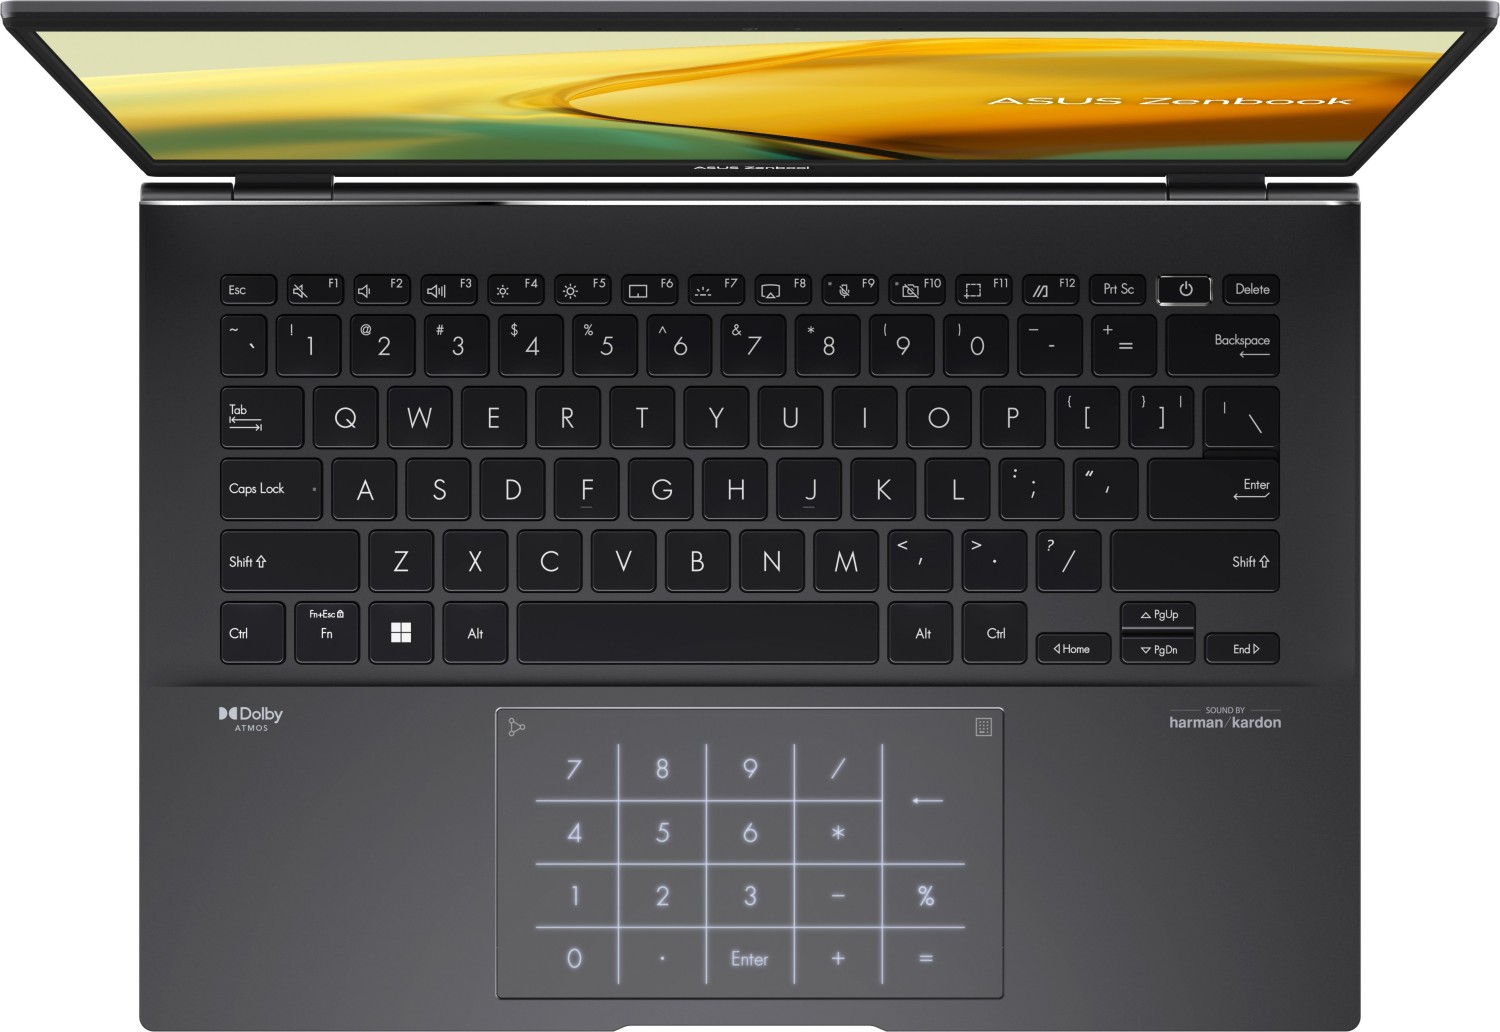 ASUS Zenbook
ASUS Zenbook
Esc F1 F2 F3 F4 F5 F6 F7 F8 F9 F10 F11 F12 Prt Sc Delete
~ ` ! 1 @ 2 # 3 $ 4 % 5 ^ 6 & 7 * 8 ( 9 ) 0 – - + = Backspace
Tab Q W E R T Y U I O P { [ } ] | | \
Caps Lock A S D F G H J K L : ; " ' Enter
Shift Z X C V B N M < , > . ? / Shift
Ctrl Fn+Esc Fn Alt Alt Ctrl Home PgUp PgDn End
Dolby
ATMOS
SOUND BY
harman/kardon
7 8 9 / ←
4 5 6 *
1 2 3 – %
0 . Enter + =